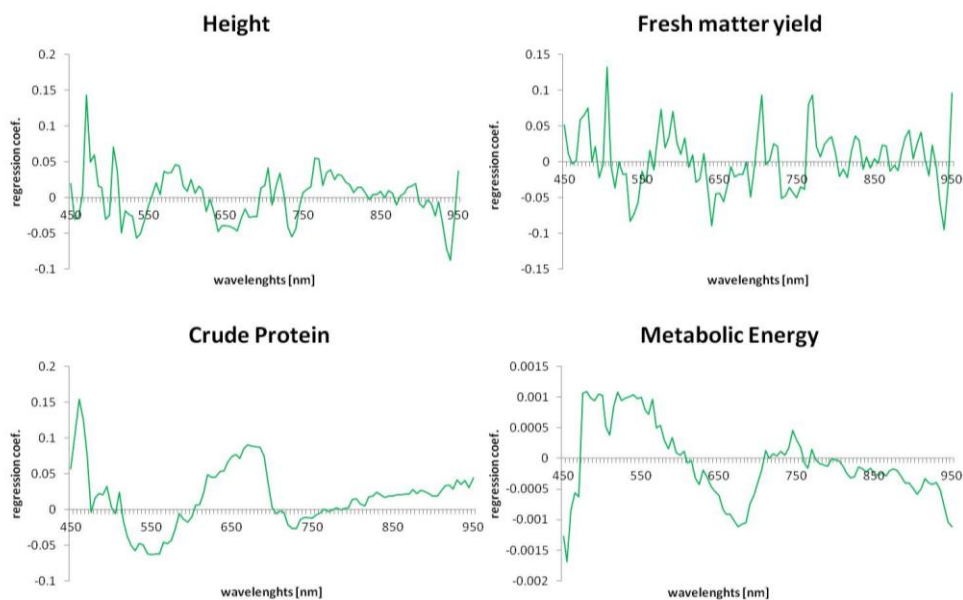 Height
0.2
0.15
0.1
0.05
0
-0.05
-0.1
regression coef.
450 550 650 750 850 950
wavelenghts [nm]
Fresh matter yield
0.15
0.1
0.05
0
-0.05
-0.1
-0.15
regression coef.
450 550 650 750 850 950
wavelenghts [nm]
Crude Protein
0.2
0.15
0.1
0.05
0
-0.05
-0.1
regression coef.
450 550 650 750 850 950
wavelenghts [nm]
Metabolic Energy
0.0015
0.001
0.0005
0
-0.0005
-0.001
-0.0015
-0.002
regression coef.
450 550 650 750 850 950
wavelenghts [nm]